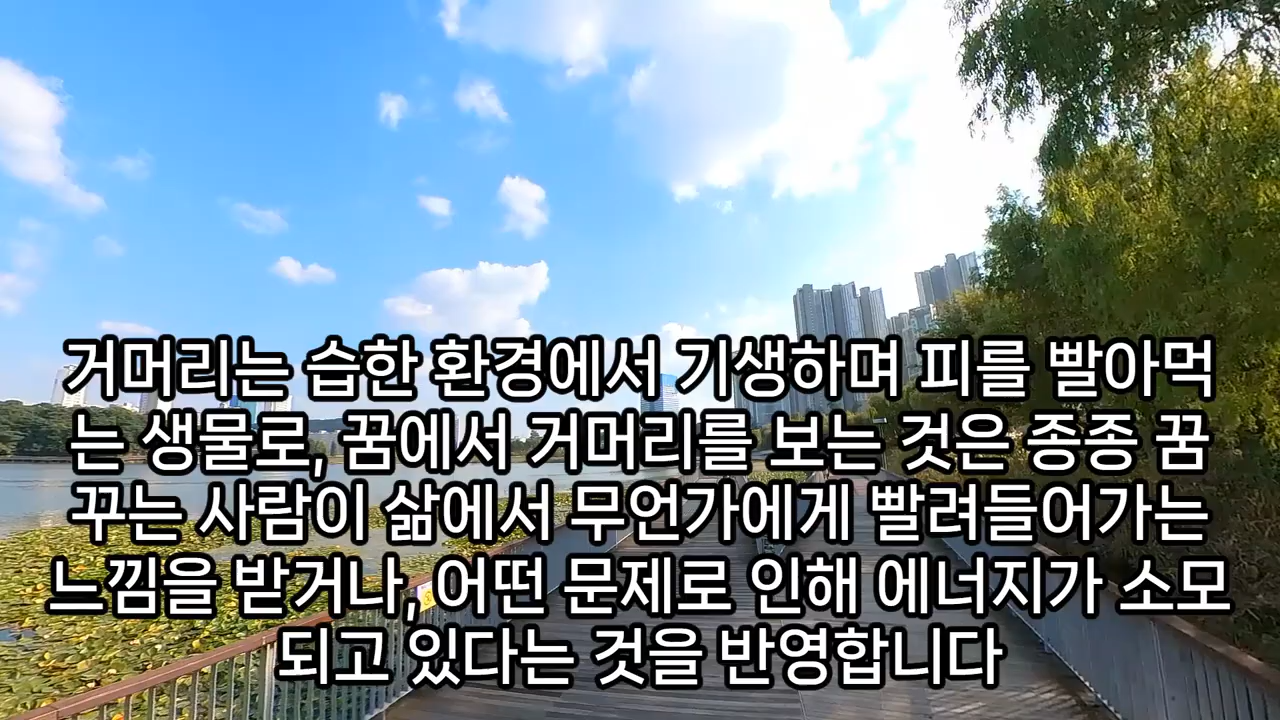 거머리는 습한 환경에서 기생하며 피를 빨아먹
는 생물로, 꿈에서 거머리를 보는 것은 종종 꿈
꾸는 사람이 삶에서 무언가에게 빨려들어가는
느낌을 받거나, 어떤 문제로 인해 에너지가 소모
되고 있다는 것을 반영합니다